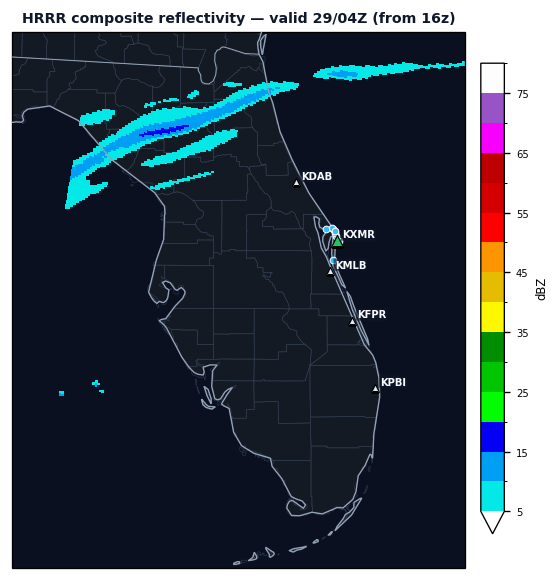 HRRR composite reflectivity — valid 29/04Z (from 16z)
75
65
55
45
35
25
15
5
dBZ
KDAB
KXMR
KMLB
KFPR
KPBI